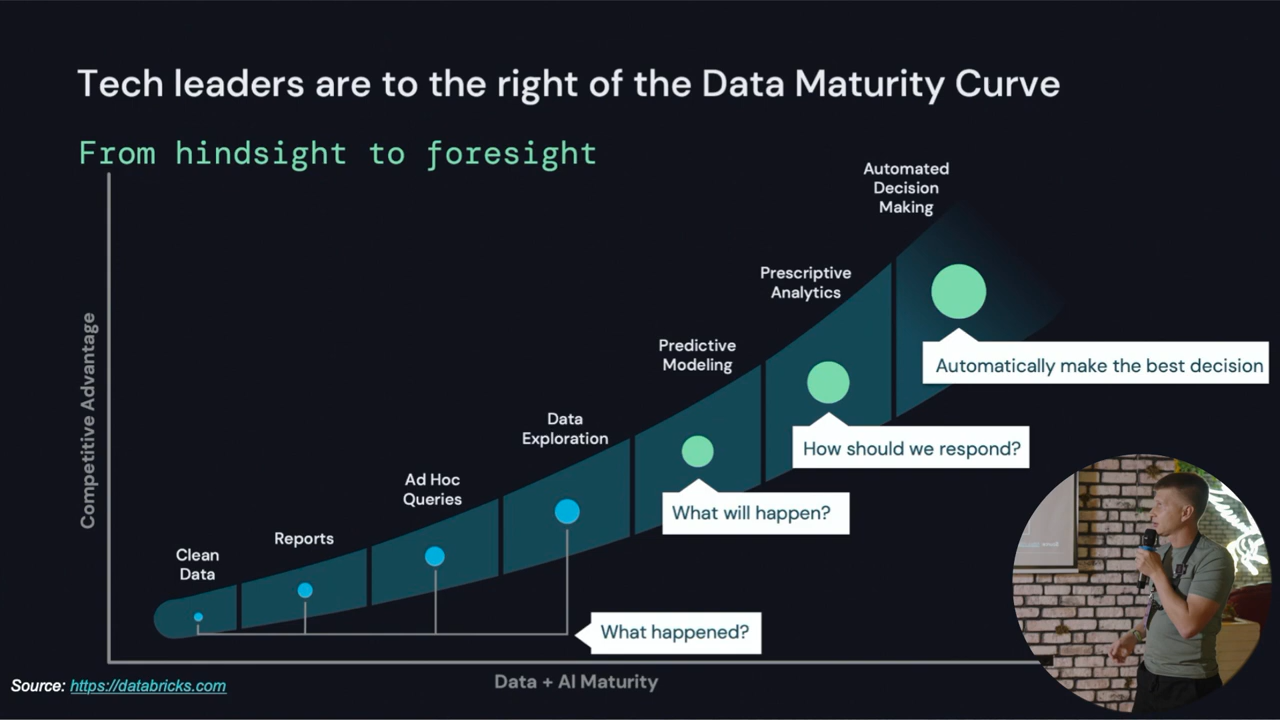 Tech leaders are to the right of the Data Maturity Curve
From hindsight to foresight
Automated
Decision
Making
Prescriptive
Analytics
Predictive
Modeling
Data
Exploration
Ad Hoc
Queries
Reports
Clean
Data
Automatically make the best decision
How should we respond?
What will happen?
What happened?
Competitive Advantage
Data + AI Maturity
Source: https://databricks.com